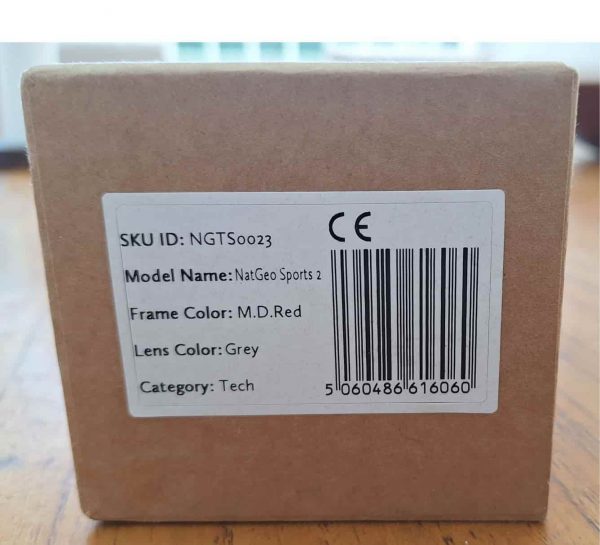 CE
SKU ID: NGTS0023
Model Name: NatGeo Sports 2
Frame Color: M.D.Red
Lens Color: Grey
Category: Tech
5 060486 616060